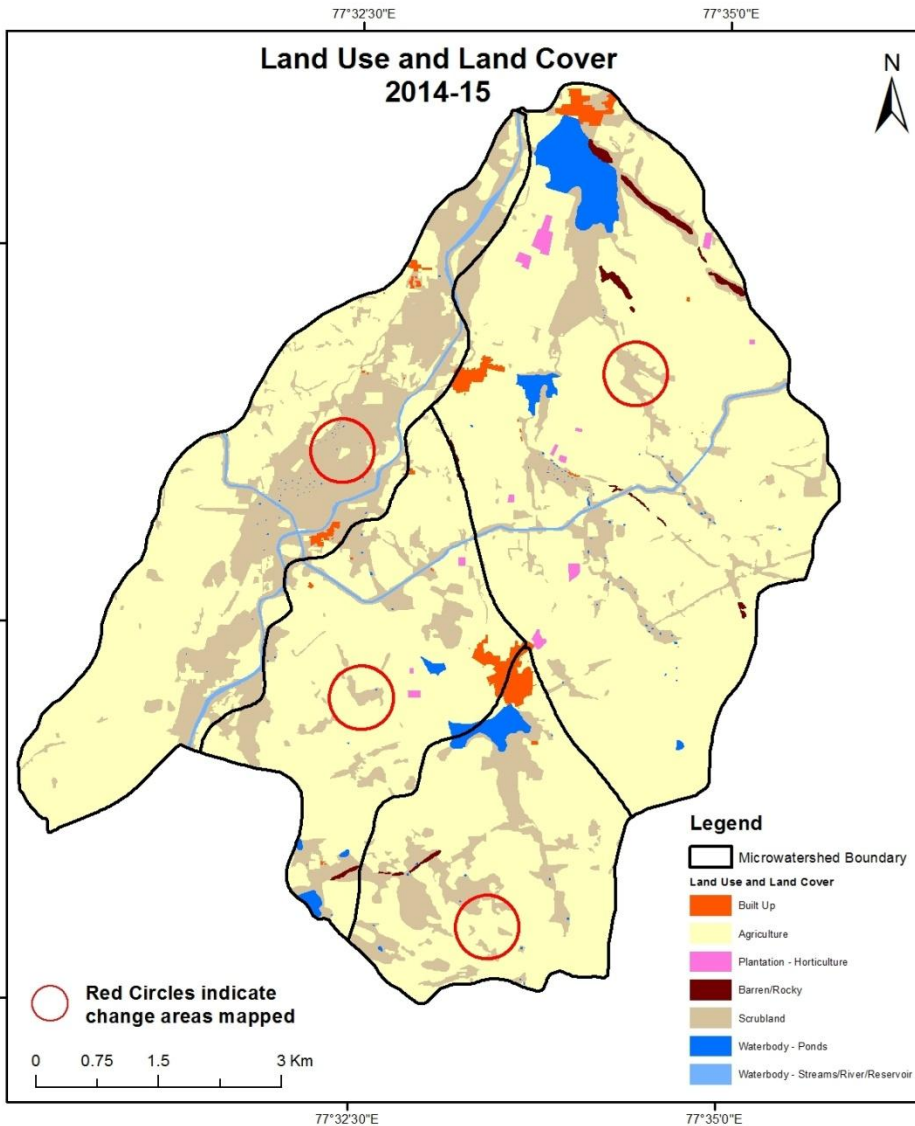 77°32'30"E
77°35'0"E
Land Use and Land Cover
2014-15
N
Legend
Microwatershed Boundary
Land Use and Land Cover
Built Up
Agriculture
Plantation - Horticulture
Barren/Rocky
Scrubland
Waterbody - Ponds
Waterbody - Streams/River/Reservoir
Red Circles indicate
change areas mapped
0 0.75 1.5 3 Km
77°32'30"E
77°35'0"E